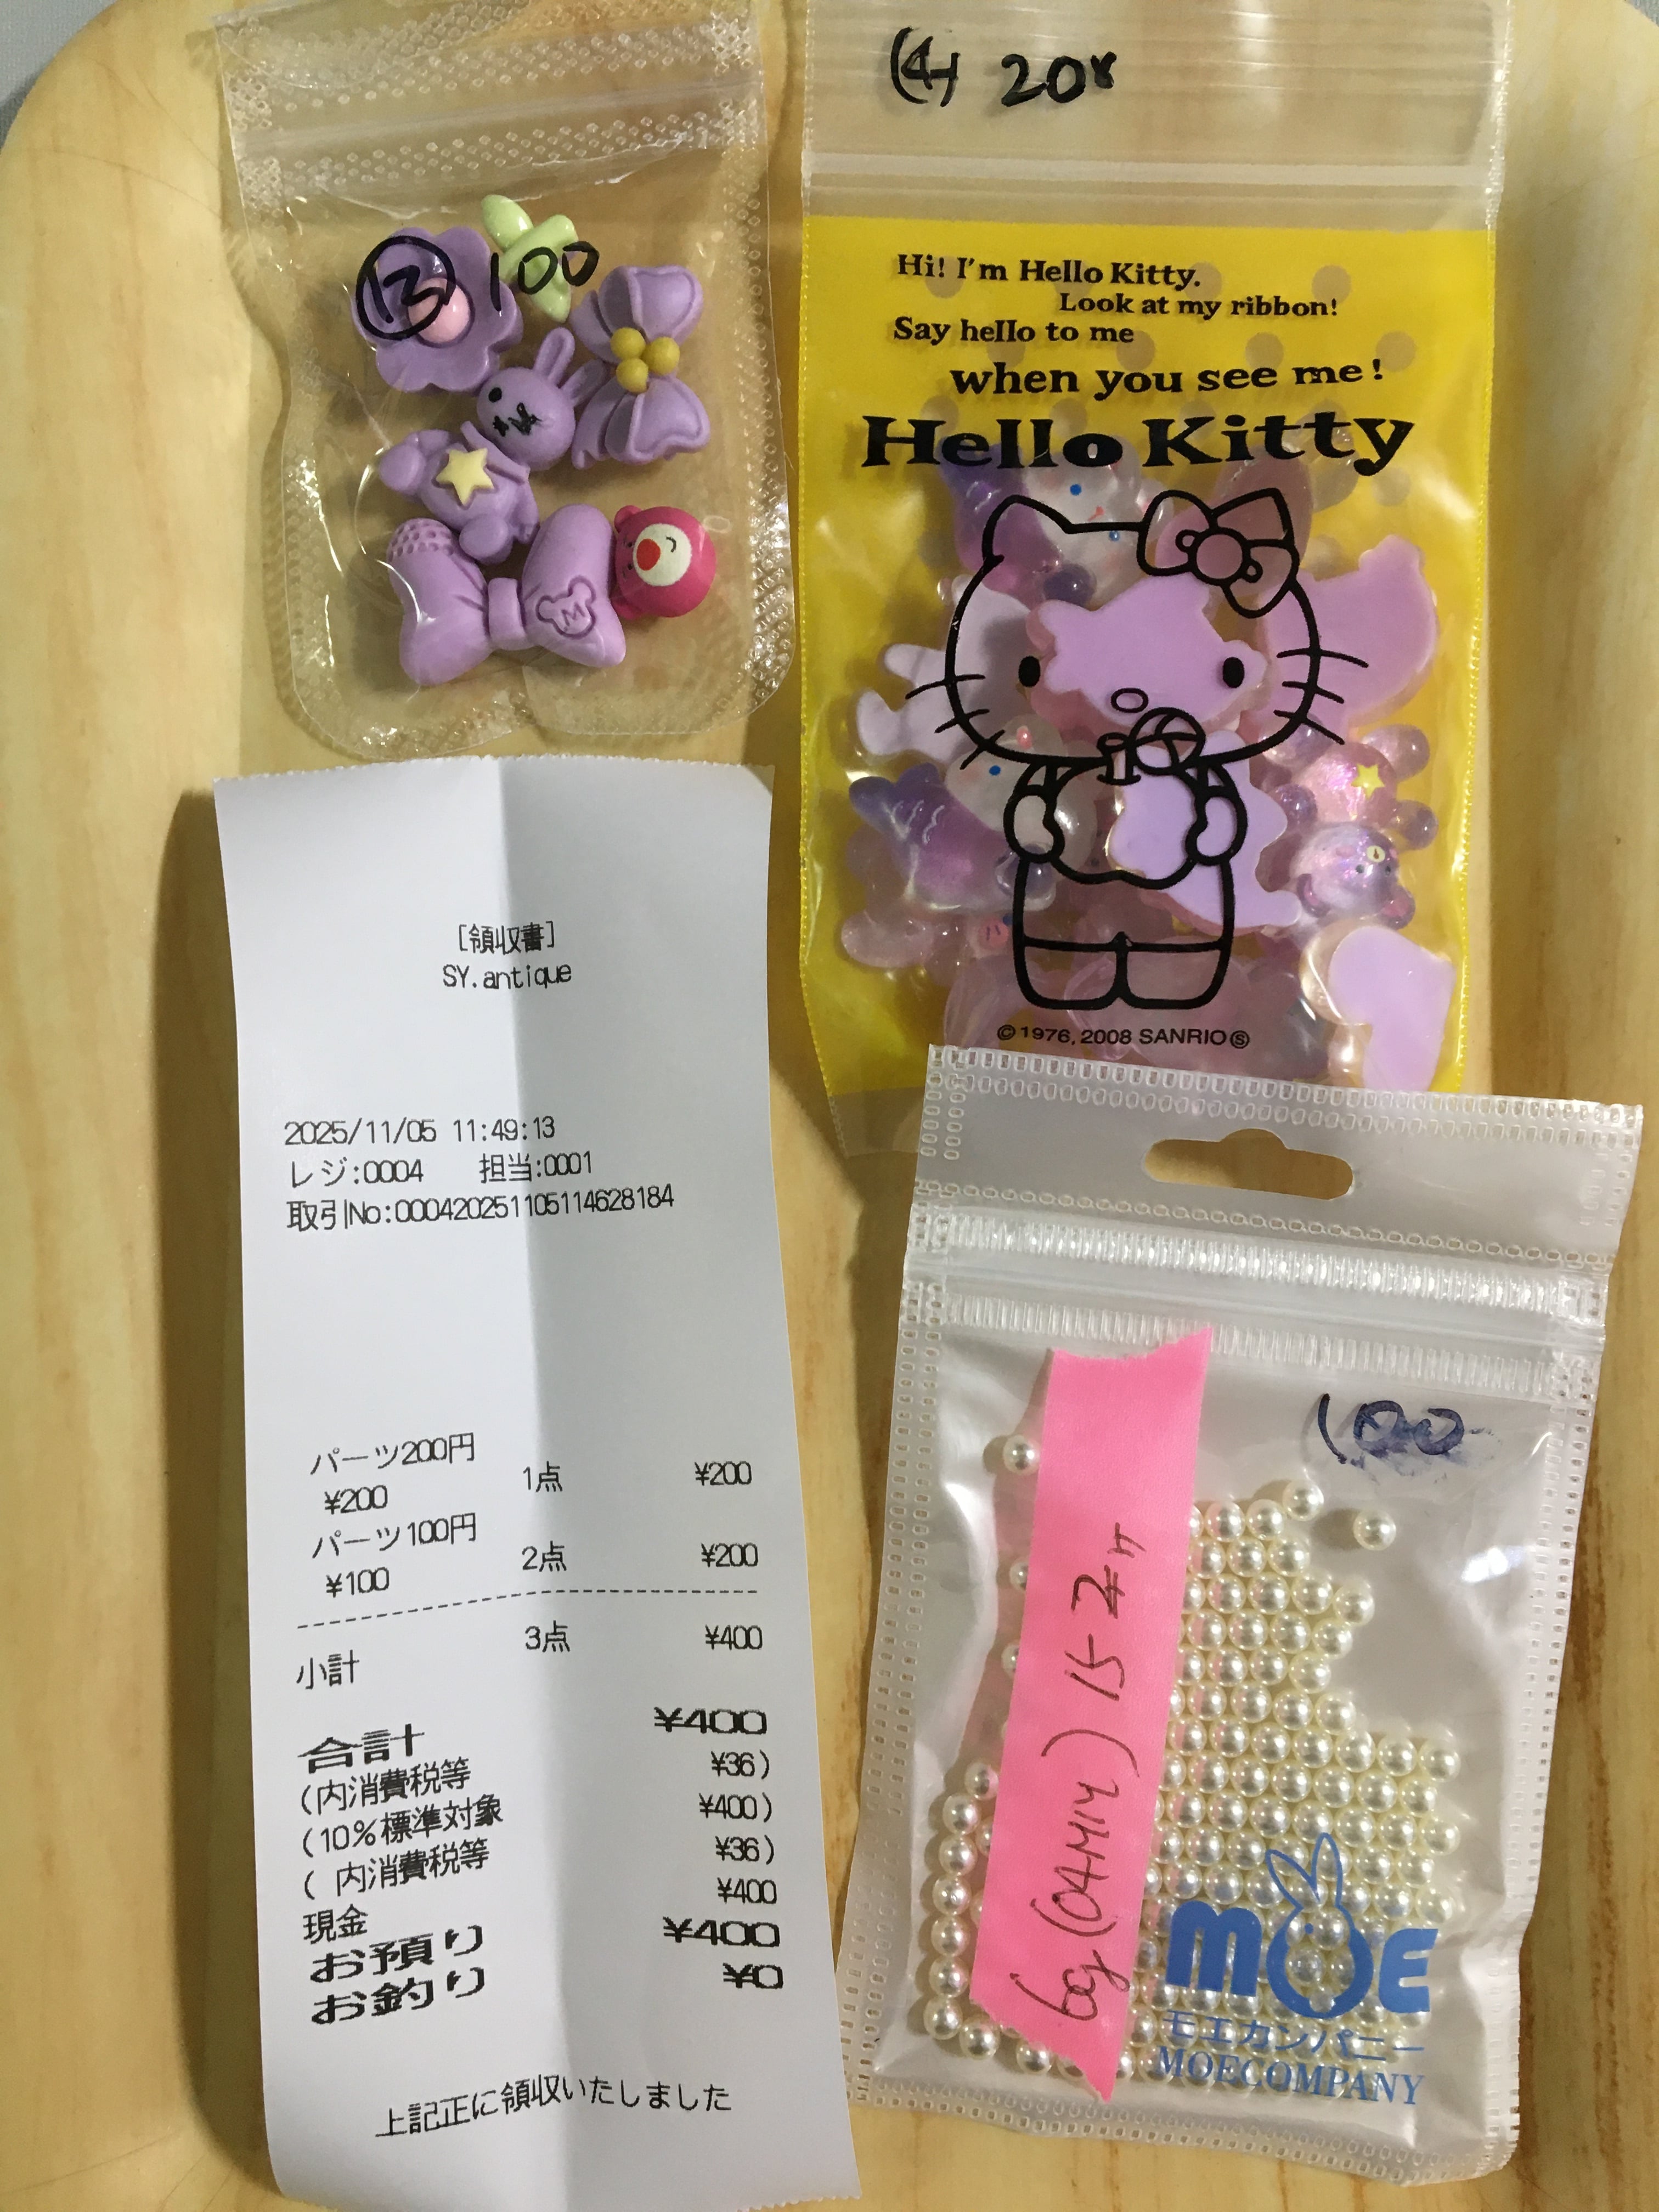 ⑬ 100
M
(4) 20
Hi! I'm Hello Kitty.
Look at my ribbon!
Say hello to me
when you see me!
Hello Kitty
©1976, 2008 SANRIO Ⓢ
[領収書]
SY.antique
2025/11/05 11:49:13
レジ:0004 担当:0001
取引No:00042025110511462818​4
パーツ200円
¥200 1点 ¥200
パーツ100円
¥100 2点 ¥200
小計 3点 ¥400
合計 ¥400
(内消費税等 ¥36)
(10%標準対象 ¥400)
( 内消費税等 ¥36)
現金 ¥400
お預り ¥400
お釣り ¥0
上記正に領収いたしました
100
MOE
モエカンパニー
MOECOMPANY